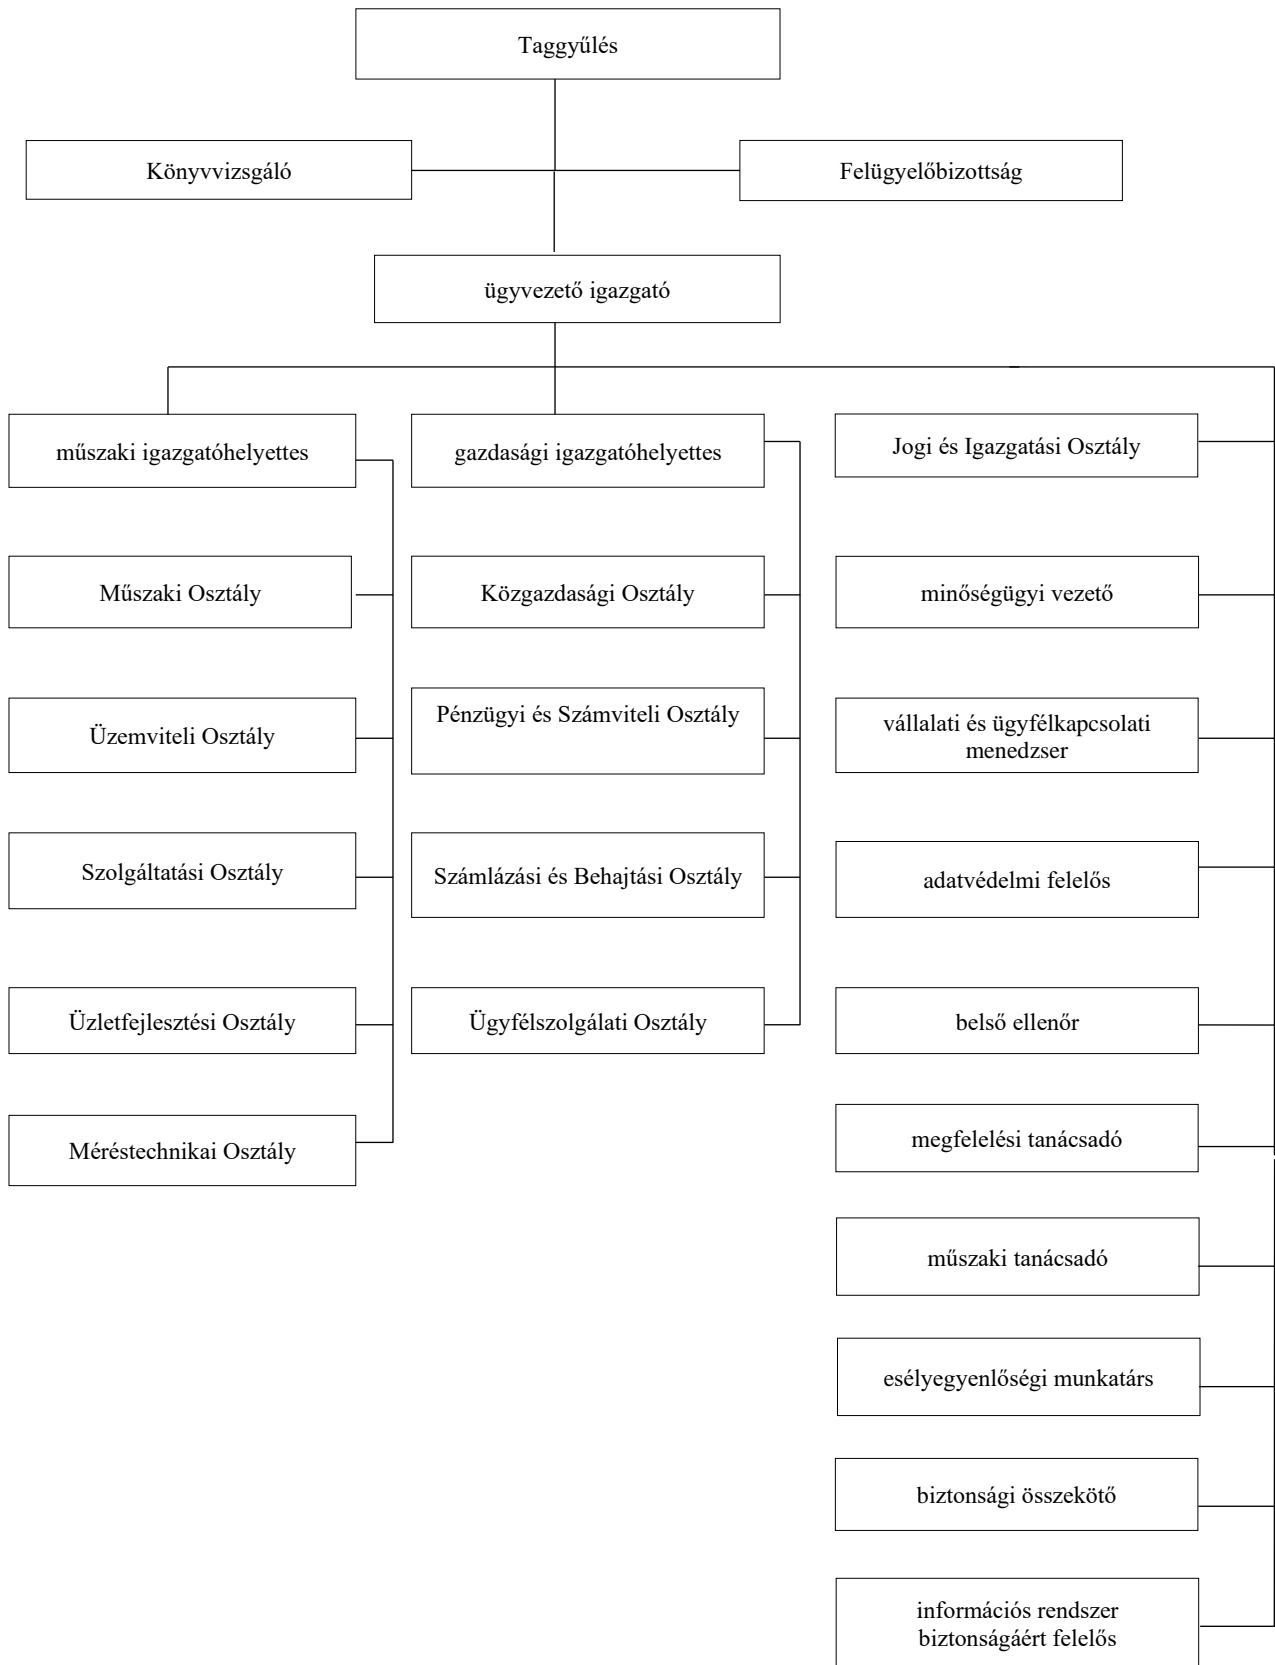 Taggyűlés
Könyvvizsgáló
Felügyelőbizottság
ügyvezető igazgató
műszaki igazgatóhelyettes
gazdasági igazgatóhelyettes
Jogi és Igazgatási Osztály
Műszaki Osztály
Közgazdasági Osztály
minőségügyi vezető
Üzemviteli Osztály
Pénzügyi és Számviteli Osztály
vállalati és ügyfélkapcsolati
menedzser
Szolgáltatási Osztály
Számlázási és Behajtási Osztály
adatvédelmi felelős
Üzletfejlesztési Osztály
Ügyfélszolgálati Osztály
belső ellenőr
Méréstechnikai Osztály
megfelelési tanácsadó
műszaki tanácsadó
esélyegyenlőségi munkatárs
biztonsági összekötő
információs rendszer
biztonságáért felelős